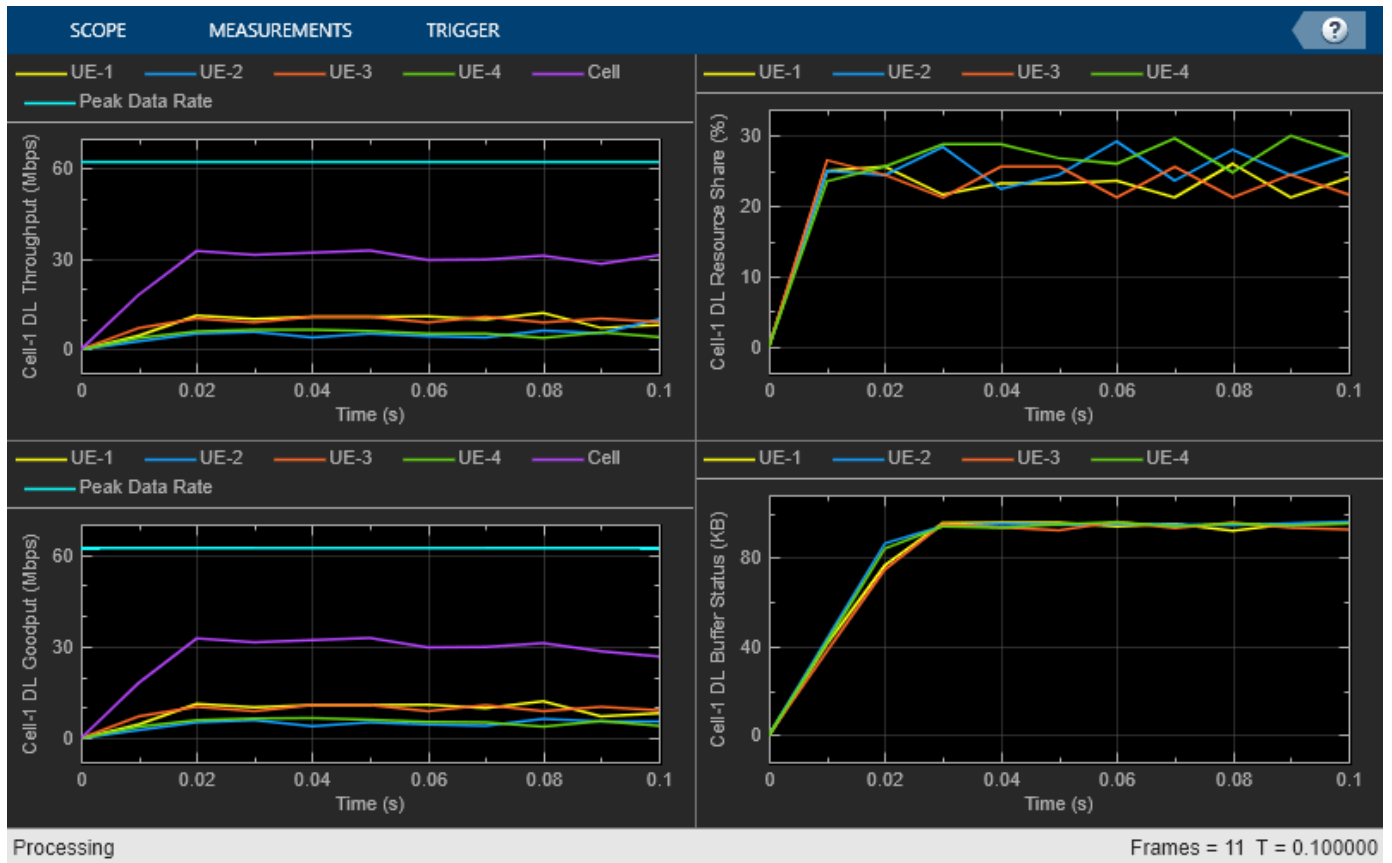 SCOPE MEASUREMENTS TRIGGER ?
UE-1 UE-2 UE-3 UE-4 Cell
Peak Data Rate
Cell-1 DL Throughput (Mbps)
60
30
0
0 0.02 0.04 0.06 0.08 0.1
Time (s)
UE-1 UE-2 UE-3 UE-4
Cell-1 DL Resource Share (%)
30
20
10
0
0 0.02 0.04 0.06 0.08 0.1
Time (s)
UE-1 UE-2 UE-3 UE-4 Cell
Peak Data Rate
Cell-1 DL Goodput (Mbps)
60
30
0
0 0.02 0.04 0.06 0.08 0.1
Time (s)
UE-1 UE-2 UE-3 UE-4
Cell-1 DL Buffer Status (KB)
80
40
0
0 0.02 0.04 0.06 0.08 0.1
Time (s)
Processing Frames = 11 T = 0.100000